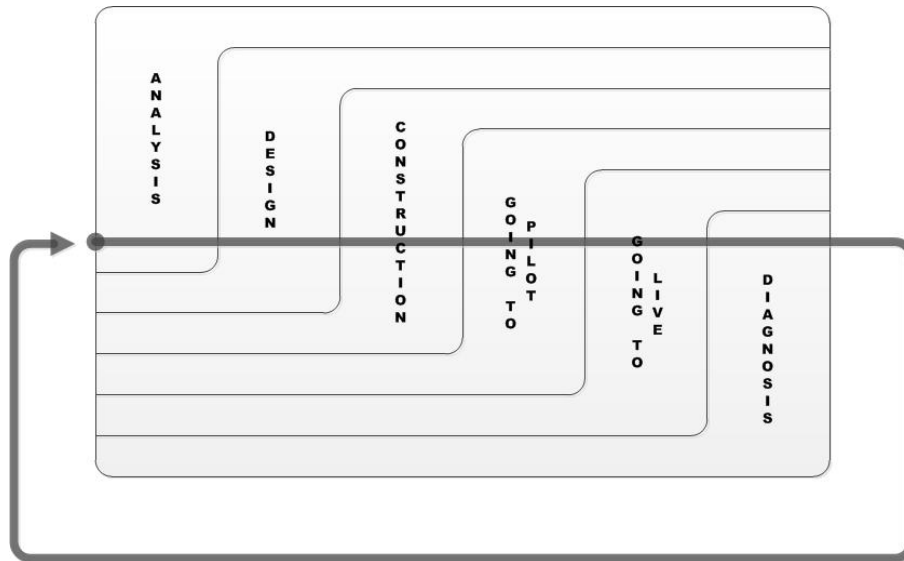 ANALYSIS
DESIGN
CONSTRUCTION
GOING TO
PILOT
GOING TO
LIVE
DIAGNOSIS